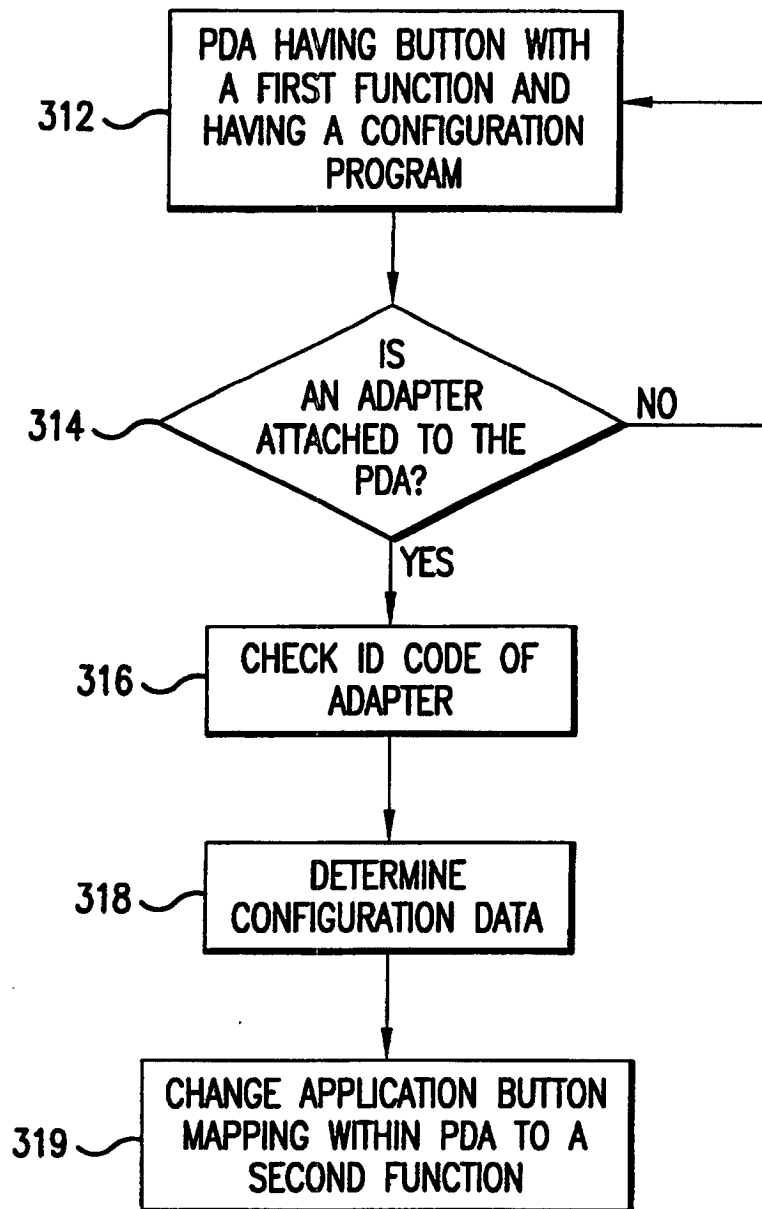 PDA HAVING BUTTON WITH
A FIRST FUNCTION AND
HAVING A CONFIGURATION
PROGRAM
312
IS
AN ADAPTER
ATTACHED TO THE
PDA?
314
NO
YES
CHECK ID CODE OF
ADAPTER
316
DETERMINE
CONFIGURATION DATA
318
CHANGE APPLICATION BUTTON
MAPPING WITHIN PDA TO A
SECOND FUNCTION
319